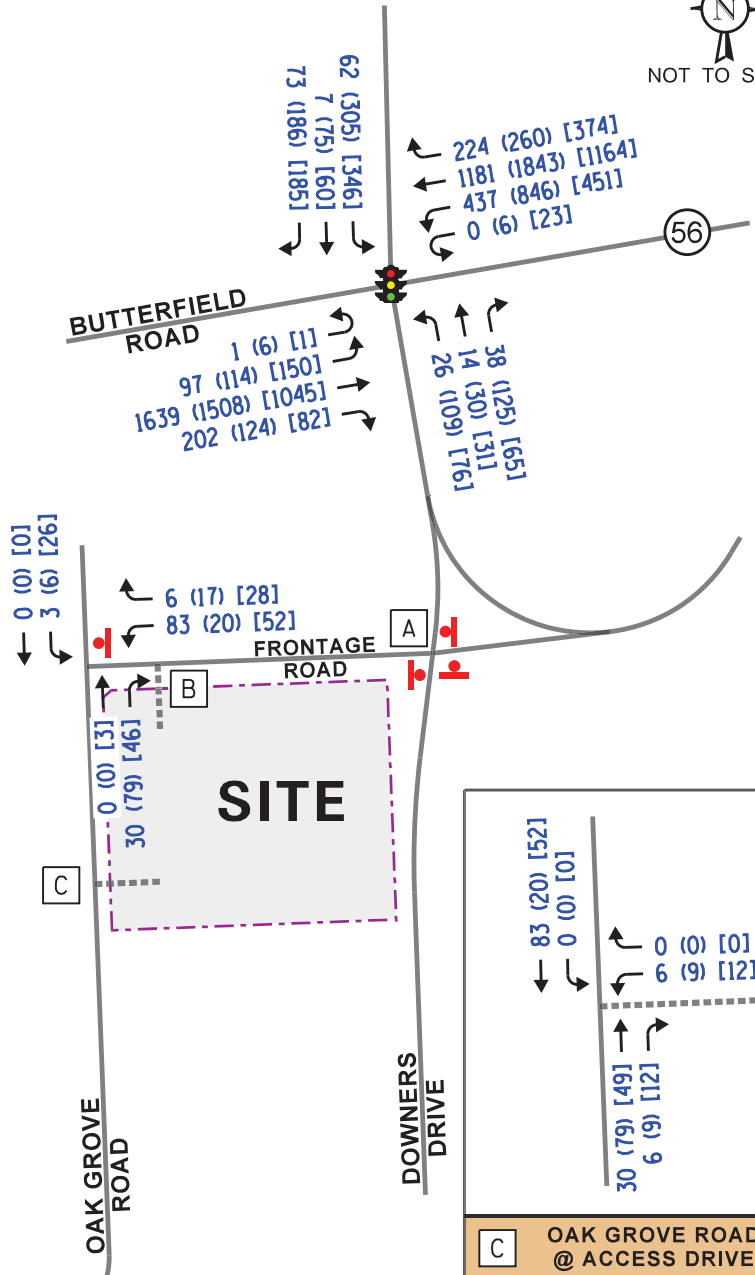 N
NOT TO S
62 (305) [346]
7 (75) [60]
73 (186) [185]
224 (260) [374]
1181 (1843) [1164]
437 (846) [451]
0 (6) [23]
56
BUTTERFIELD
ROAD
1 (6) [1]
97 (114) [150]
1639 (1508) [1045]
202 (124) [82]
38 (125) [65]
14 (30) [31]
26 (109) [76]
0 (0) [0]
3 (9) [26]
6 (17) [28]
83 (20) [52]
A
FRONTAGE
ROAD
B
0 (0) [3]
30 (79) [46]
SITE
C
83 (20) [52]
0 (0) [0]
0 (0) [0]
6 (9) [12]
30 (79) [49]
6 (9) [12]
OAK GROVE
ROAD
DOWNERS
DRIVE
C
OAK GROVE ROAD
@ ACCESS DRIVE